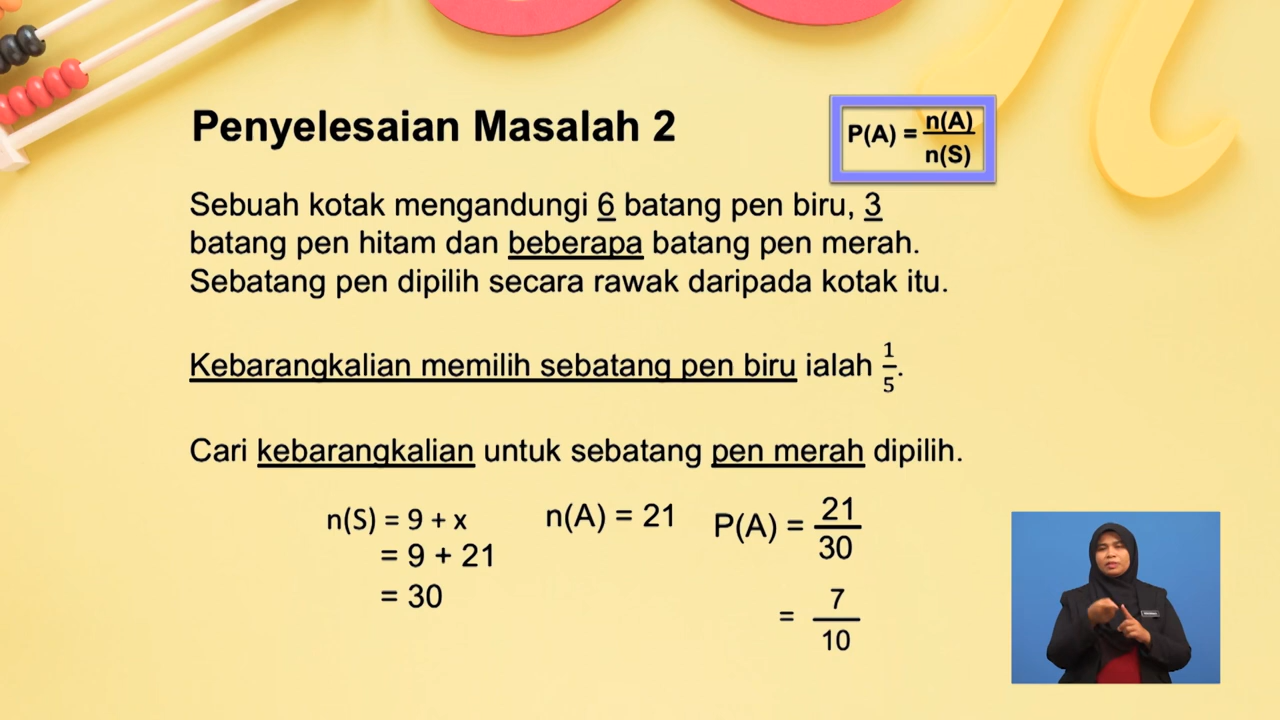 Penyelesaian Masalah 2
P(A) = n(A)/n(S)
Sebuah kotak mengandungi 6 batang pen biru, 3
batang pen hitam dan beberapa batang pen merah.
Sebatang pen dipilih secara rawak daripada kotak itu.
Kebarangkalian memilih sebatang pen biru ialah 1/5.
Cari kebarangkalian untuk sebatang pen merah dipilih.
n(S) = 9 + x
= 9 + 21
= 30
n(A) = 21
P(A) = 21/30
= 7/10